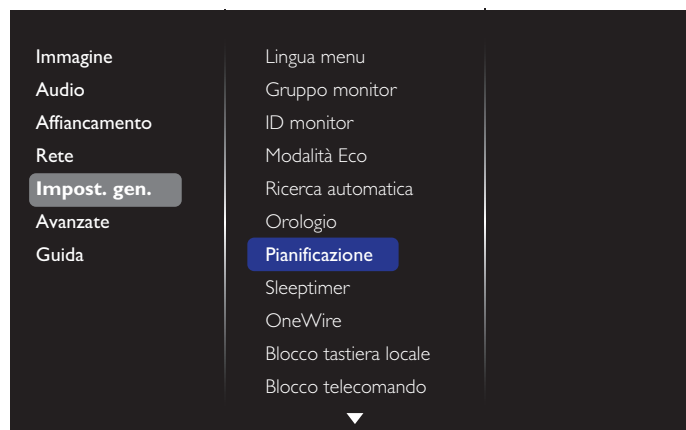 Immagine
Audio
Affiancamento
Rete
Impost. gen.
Avanzate
Guida
Lingua menu
Gruppo monitor
ID monitor
Modalità Eco
Ricerca automatica
Orologio
Pianificazione
Sleeptimer
OneWire
Blocco tastiera locale
Blocco telecomando